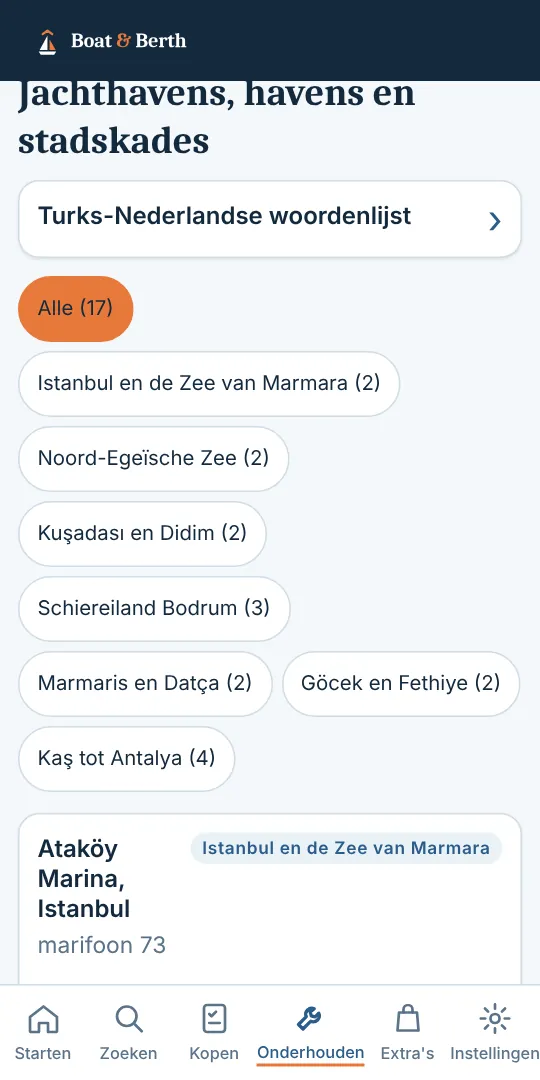 Boat & Berth
Jachthavens, havens en
stadskades
Turks-Nederlandse woordenlijst
Alle (17)
Istanbul en de Zee van Marmara (2)
Noord-Egeïsche Zee (2)
Kuşadası en Didim (2)
Schiereiland Bodrum (3)
Marmaris en Datça (2)
Göcek en Fethiye (2)
Kaş tot Antalya (4)
Ataköy
Marina,
Istanbul
Istanbul en de Zee van Marmara
marifoon 73
Starten
Zoeken
Kopen
Onderhouden
Extra's
Instellingen